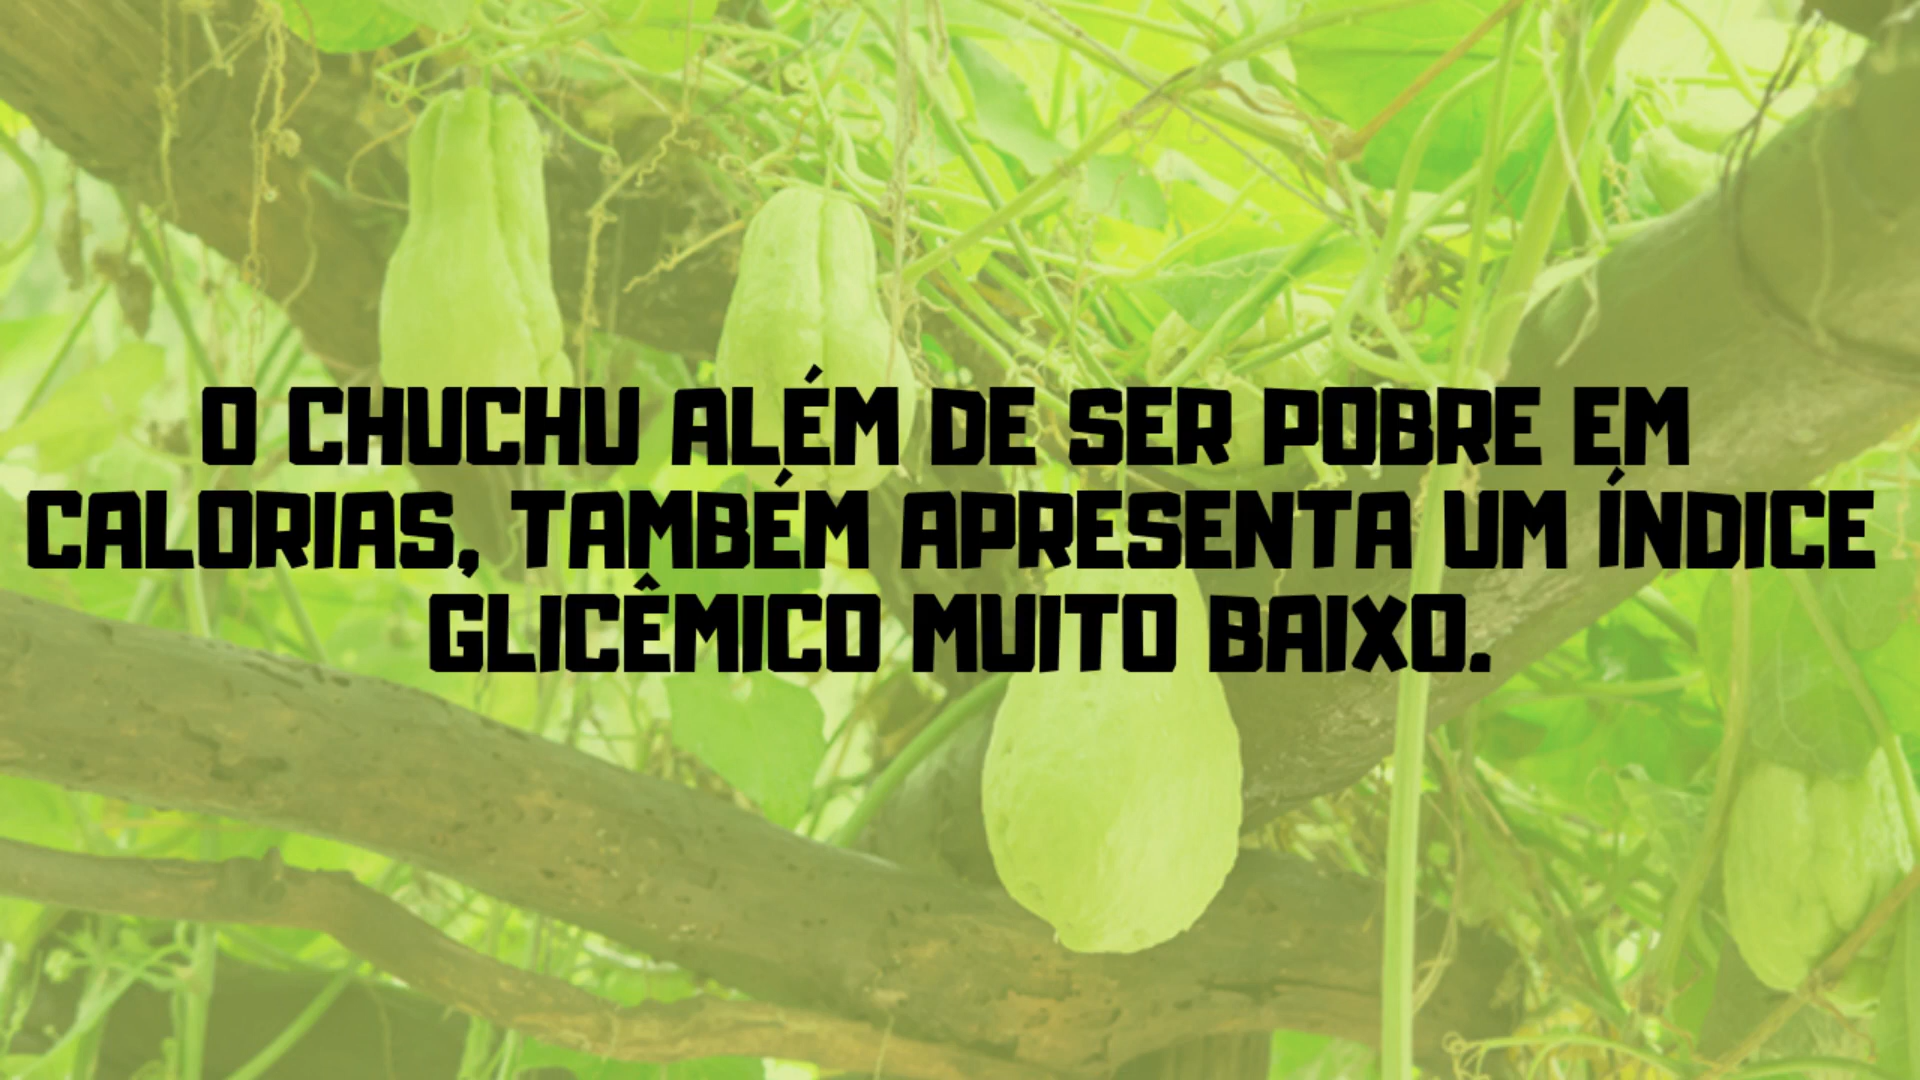 O CHUCHU ALÉM DE SER POBRE EM
CALORIAS, TAMBÉM APRESENTA UM ÍNDICE
GLICÊMICO MUITO BAIXO.